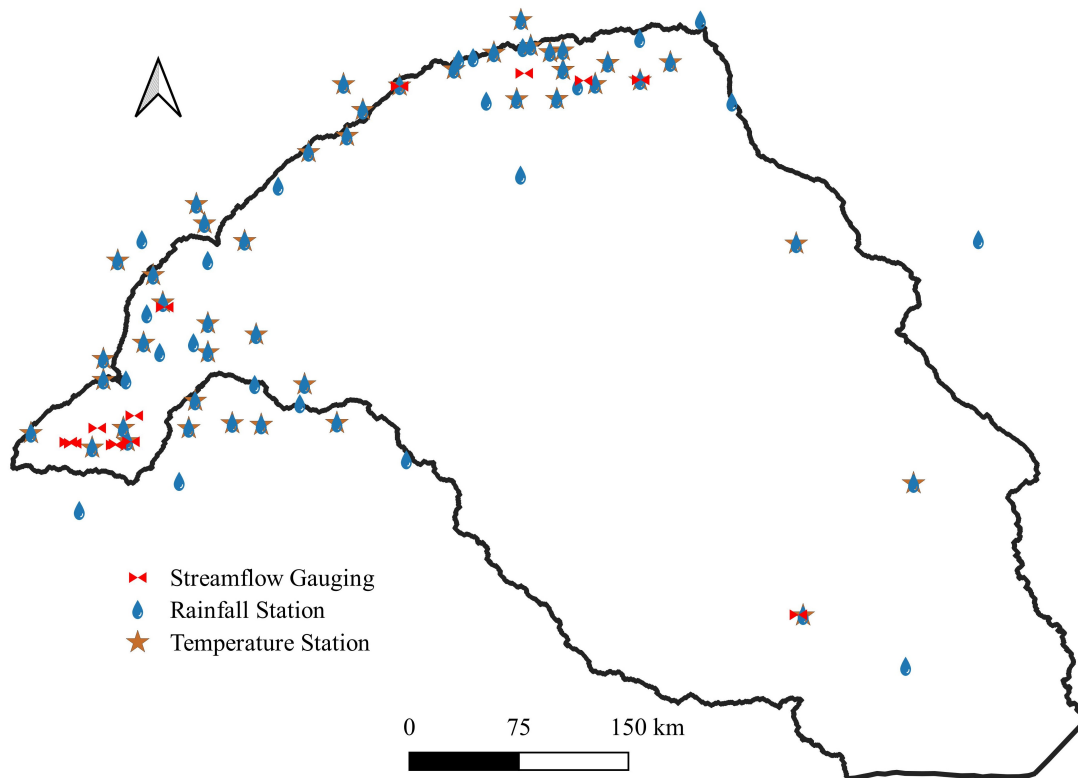 Streamflow Gauging
Rainfall Station
Temperature Station
0 75 150 km